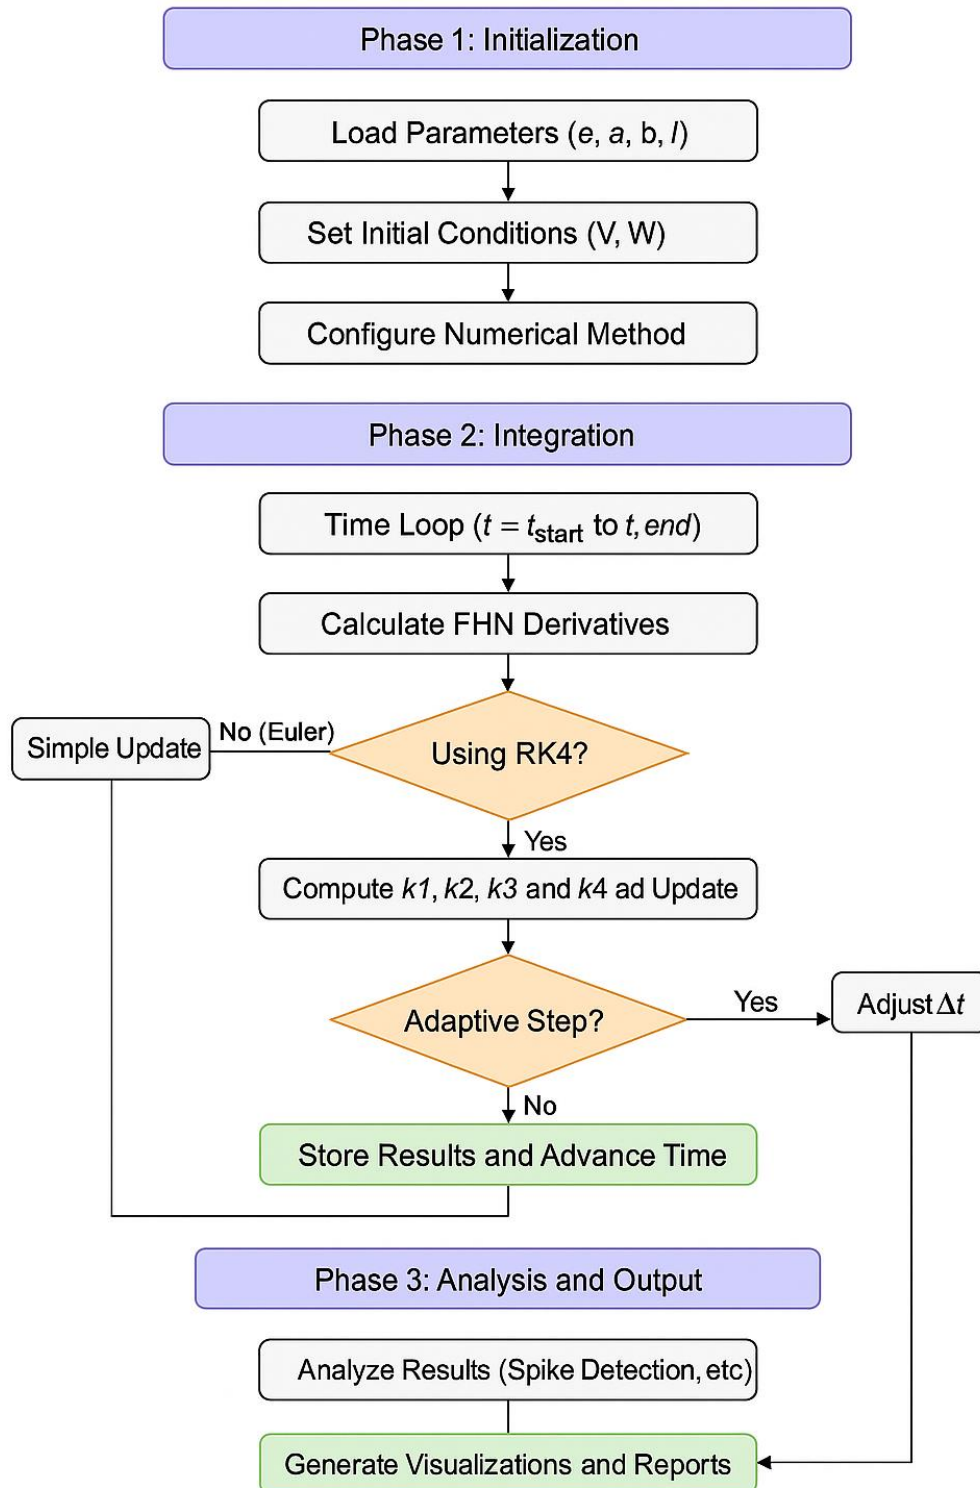 Phase 1: Initialization
Load Parameters (e, a, b, I)
Set Initial Conditions (V, W)
Configure Numerical Method
Phase 2: Integration
Time Loop (t = tstart to t, end)
Calculate FHN Derivatives
Using RK4?
No (Euler)
Simple Update
Yes
Compute k1, k2, k3 and k4 ad Update
Adaptive Step?
Yes
Adjust Δt
No
Store Results and Advance Time
Phase 3: Analysis and Output
Analyze Results (Spike Detection, etc)
Generate Visualizations and Reports